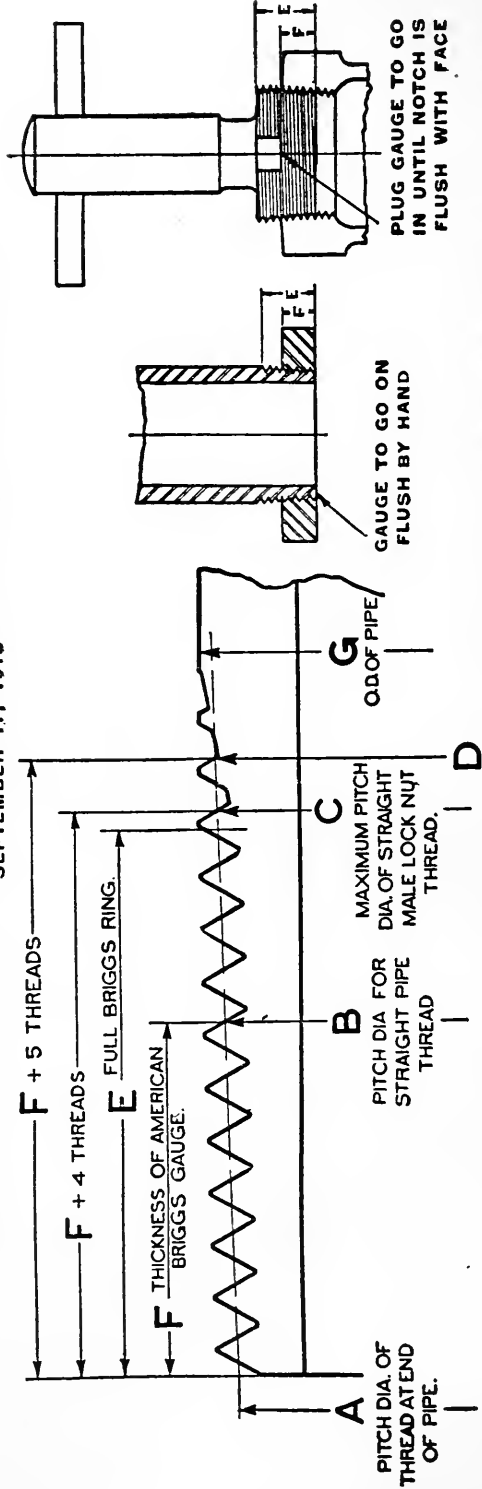 SEPTEMBER
F + 5 THREADS
F + 4 THREADS
E FULL BRIGGS RING.
F THICKNESS OF AMERICAN
BRIGGS GAUGE.
A
PITCH DIA. OF
THREAD AT END
OF PIPE.
B
PITCH DIA FOR
STRAIGHT PIPE
THREAD
C
MAXIMUM PITCH
DIA. OF STRAIGHT
MALE LOCK NUT
THREAD.
D
G
O.D. OF PIPE
E
F
GAUGE TO GO ON
FLUSH BY HAND
E
F
PLUG GAUGE TO GO
IN UNTIL NOTCH IS
FLUSH WITH FACE